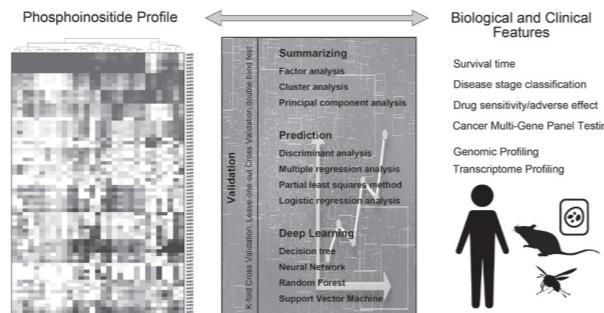 Phosphoinositide Profile
Validation
K-fold Cross Validation, Leave-one-out Cross Validation, double blind test
Summarizing
Factor analysis
Cluster analysis
Principal component analysis
Prediction
Discriminant analysis
Multiple regression analysis
Partial least squares method
Logistic regression analysis
Deep Learning
Decision tree
Neural Network
Random Forest
Support Vector Machine
Biological and Clinical
Features
Survival time
Disease stage classification
Drug sensitivity/adverse effect
Cancer Multi-Gene Panel Testin
Genomic Profiling
Transcriptome Profiling